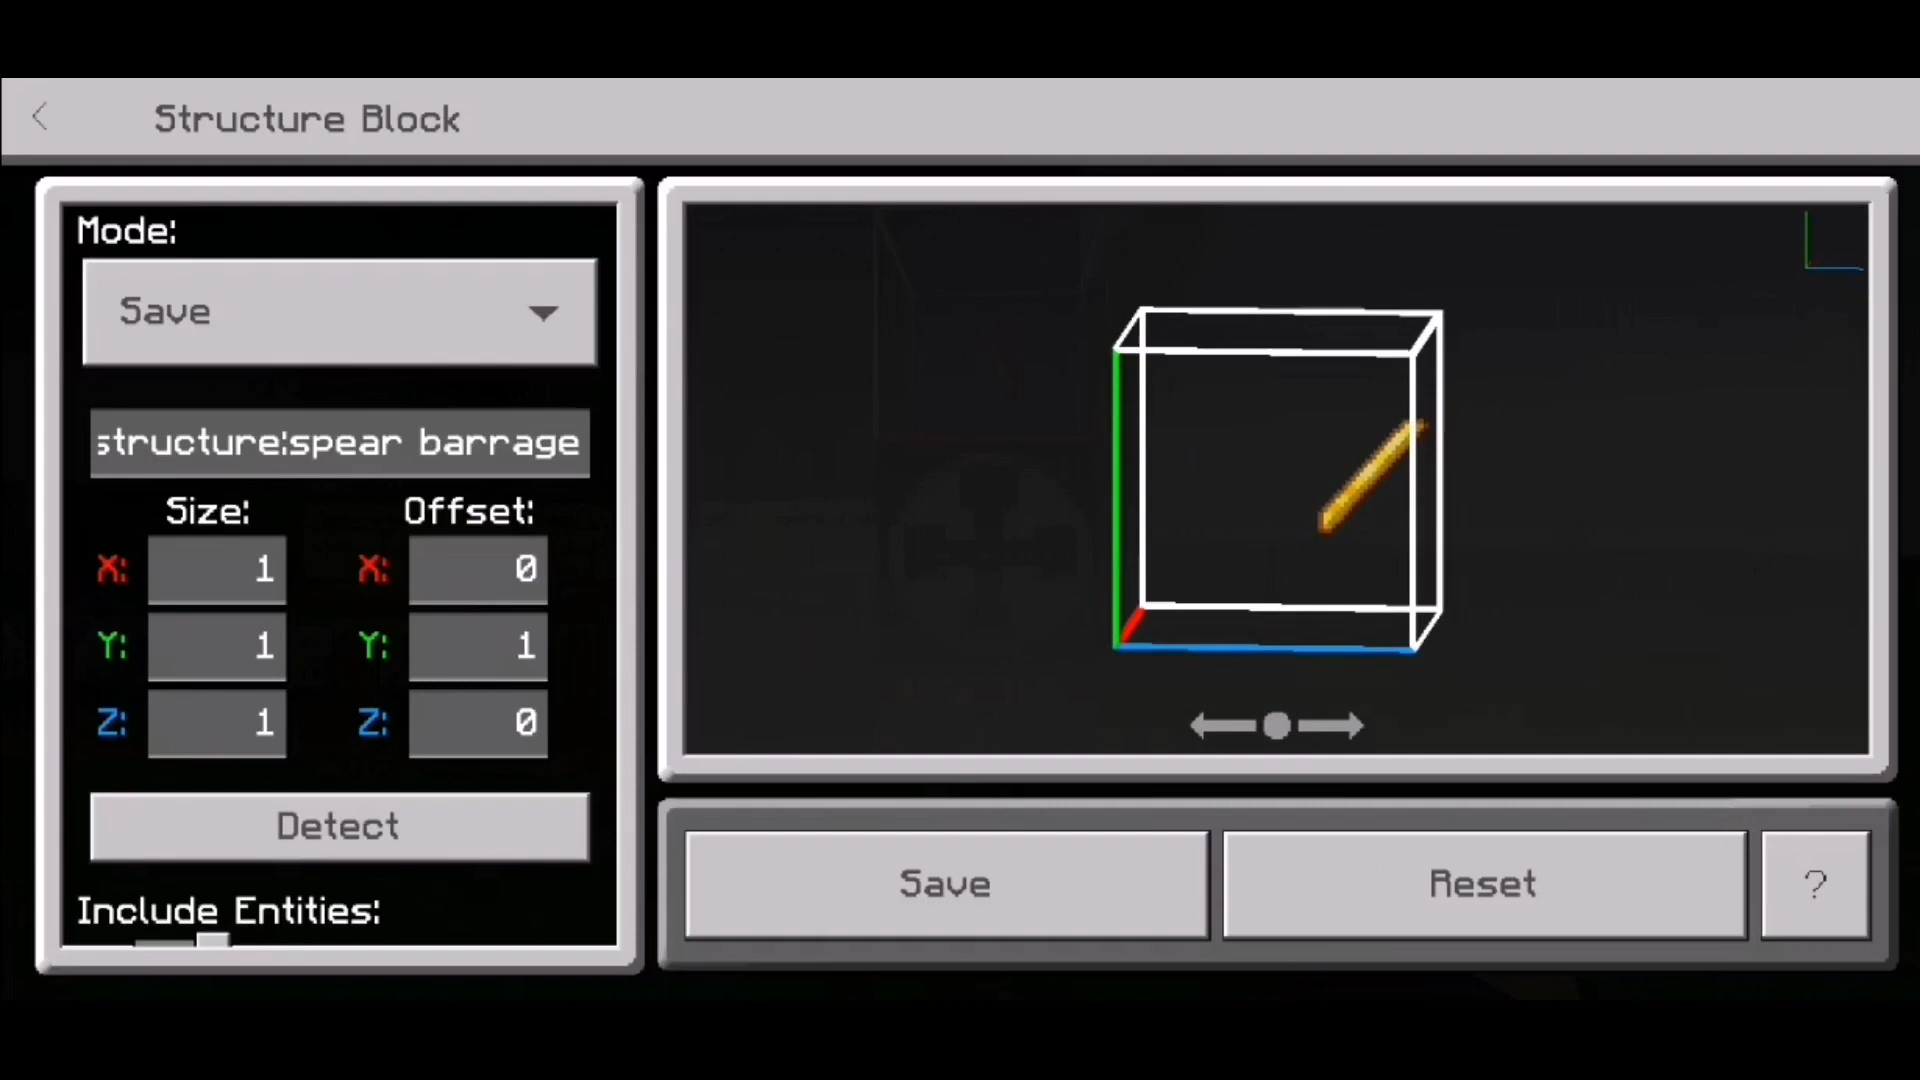 Structure Block
Mode:
Save
structure:spear barrage
Size: Offset:
X: 1 X: 0
Y: 1 Y: 1
Z: 1 Z: 0
Detect
Include Entities:
Save Reset ?